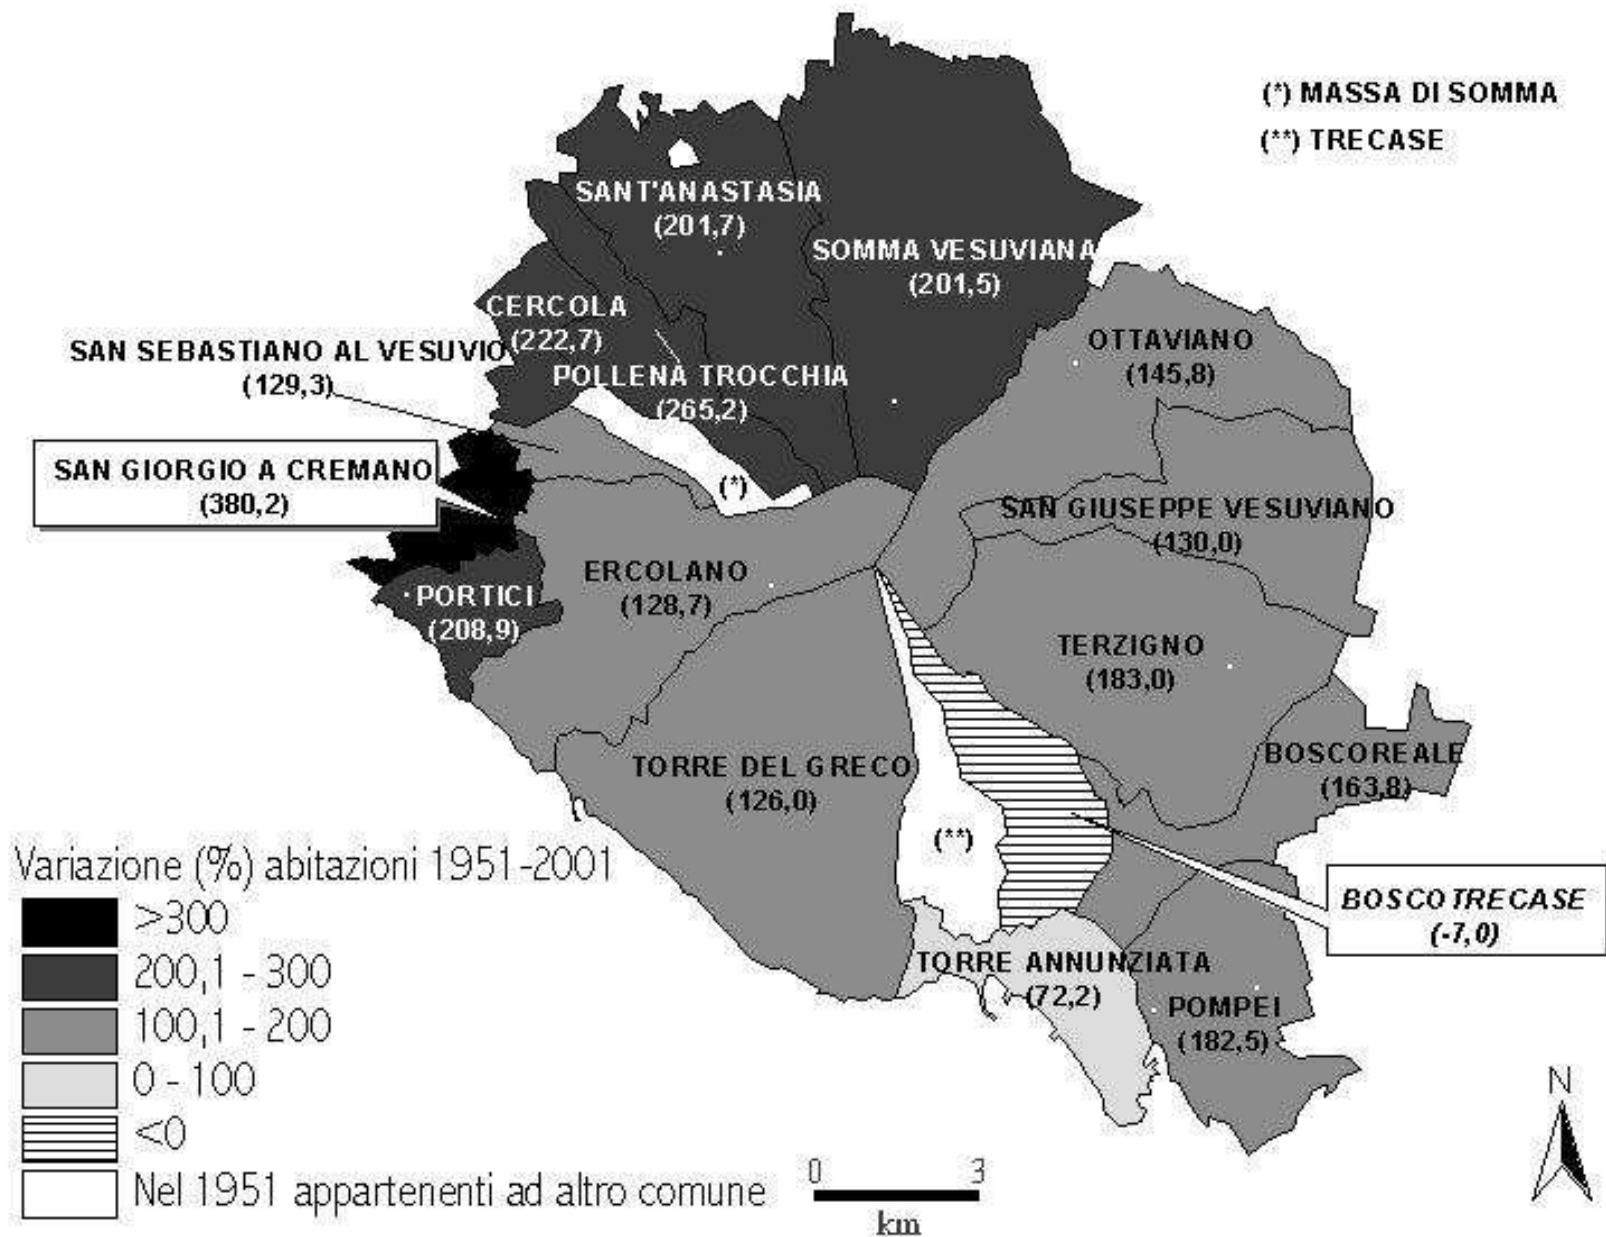 (*) MASSA DI SOMMA
(**) TRECASE
SANT'ANASTASIA
(201,7)
SOMMA VESUVIANA
(201,5)
CERCOLA
(222,7)
OTTAVIANO
(145,8)
SAN SEBASTIANO AL VESUVIO
(129,3)
POLLENA TROCCHIA
(265,2)
SAN GIORGIO A CREMANO
(380,2)
(*)
SAN GIUSEPPE VESUVIANO
(130,0)
ERCOLANO
(128,7)
PORTICI
(208,9)
TERZIGNO
(183,0)
TORRE DEL GRECO
(126,0)
BOSCOREALE
(163,8)
(**)
BOSCOTRECASE
(-7,0)
TORRE ANNUNZIATA
(72,2)
POMPEI
(182,5)
Variazione (%) abitazioni 1951-2001
>300
200,1 - 300
100,1 - 200
0 - 100
<0
Nel 1951 appartenenti ad altro comune
0 3
km
N